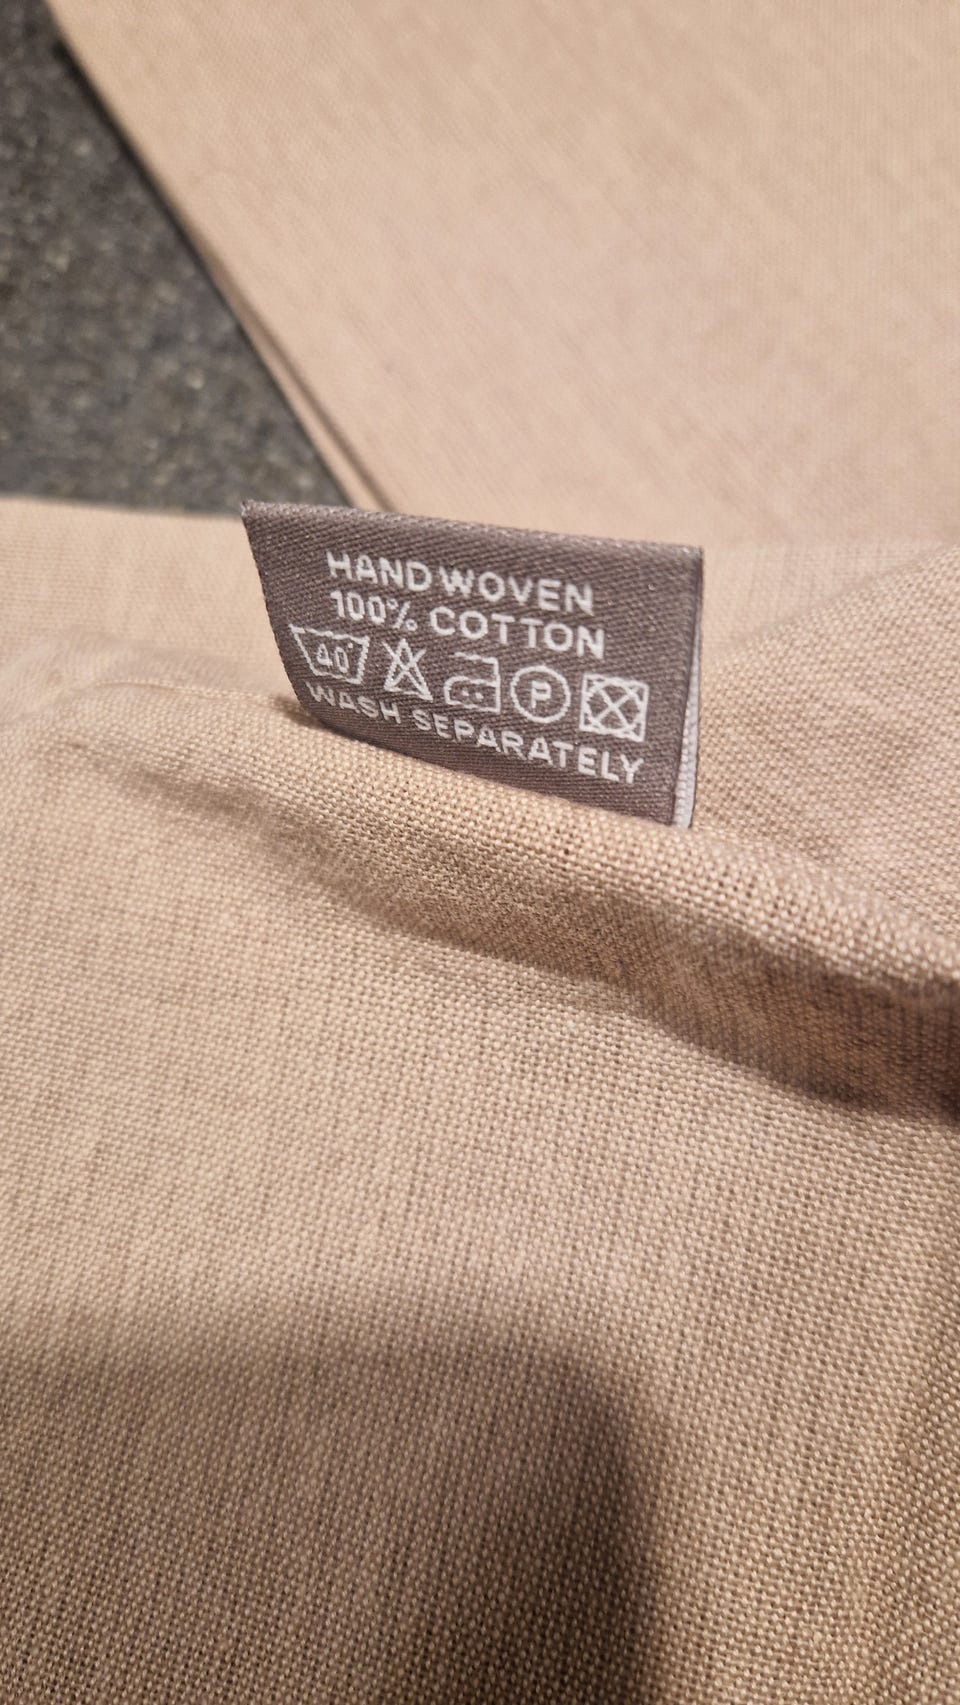 HAND WOVEN
100% COTTON
40° P
WASH SEPARATELY